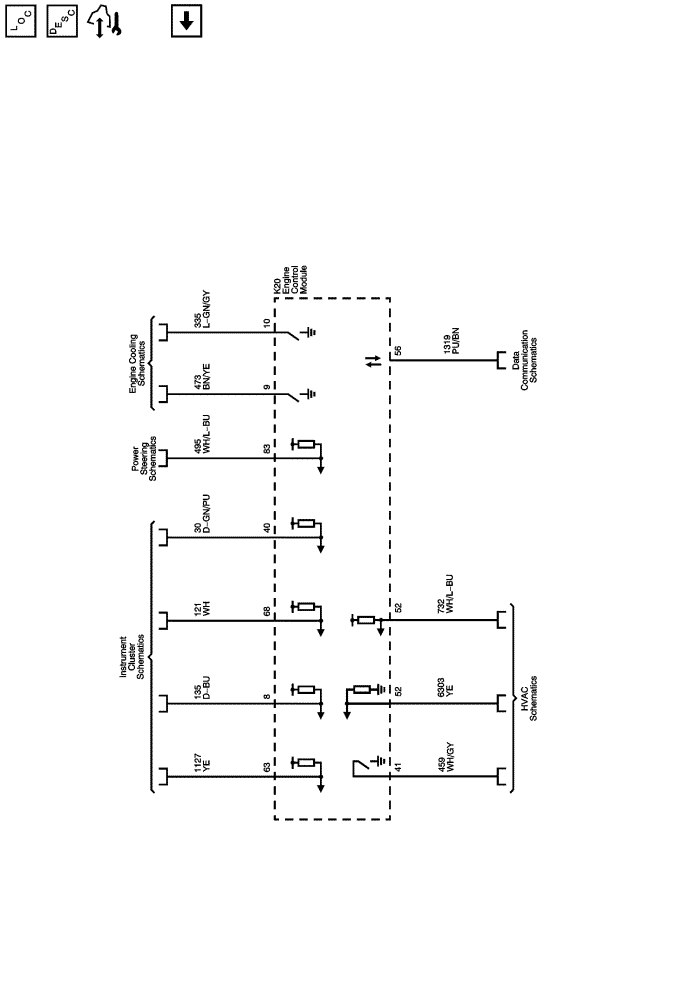 LOC
DESC
K20
Engine
Control
Module
Engine Cooling
Schematics
335
L-GN/GY
10
473
BN/YE
9
Power
Steering
Schematics
495
WH/L-BU
83
Instrument
Cluster
Schematics
30
D-GN/PU
40
121
WH
68
135
D-BU
8
1127
YE
63
56
1319
PU/BN
Data
Communication
Schematics
52
732
WH/L-BU
52
6303
YE
41
459
WH/GY
HVAC
Schematics